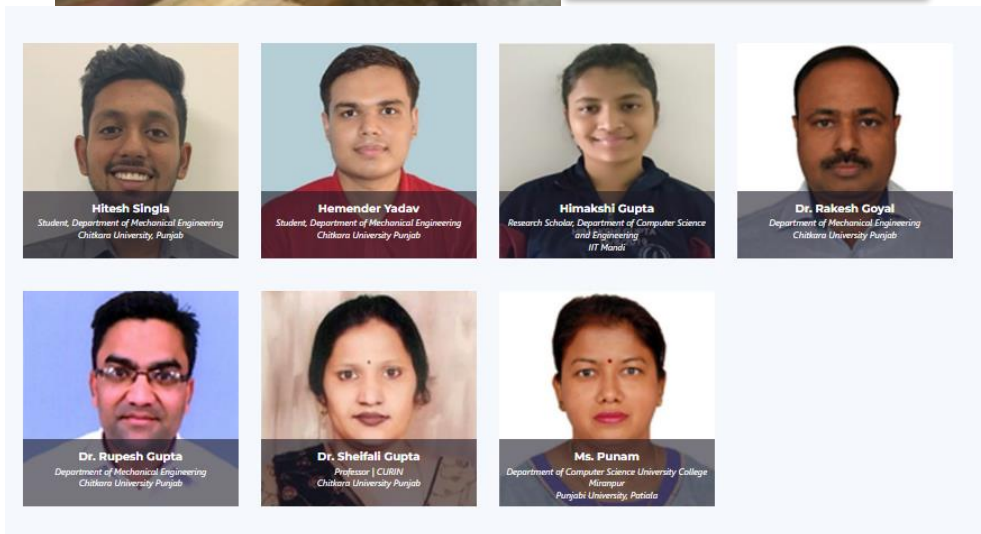 Hitesh Singla
Student, Department of Mechanical Engineering
Chitkara University, Punjab
Hemender Yadav
Student, Department of Mechanical Engineering
Chitkara University Punjab
Himakshi Gupta
Research Scholar, Department of Computer Science
and Engineering
IIT Mandi
Dr. Rakesh Goyal
Department of Mechanical Engineering
Chitkara University Punjab
Dr. Rupesh Gupta
Department of Mechanical Engineering
Chitkara University Punjab
Dr. Sheifali Gupta
Professor | CURIN
Chitkara University Punjab
Ms. Punam
Department of Computer Science University College
Miranpur
Punjabi University, Patiala